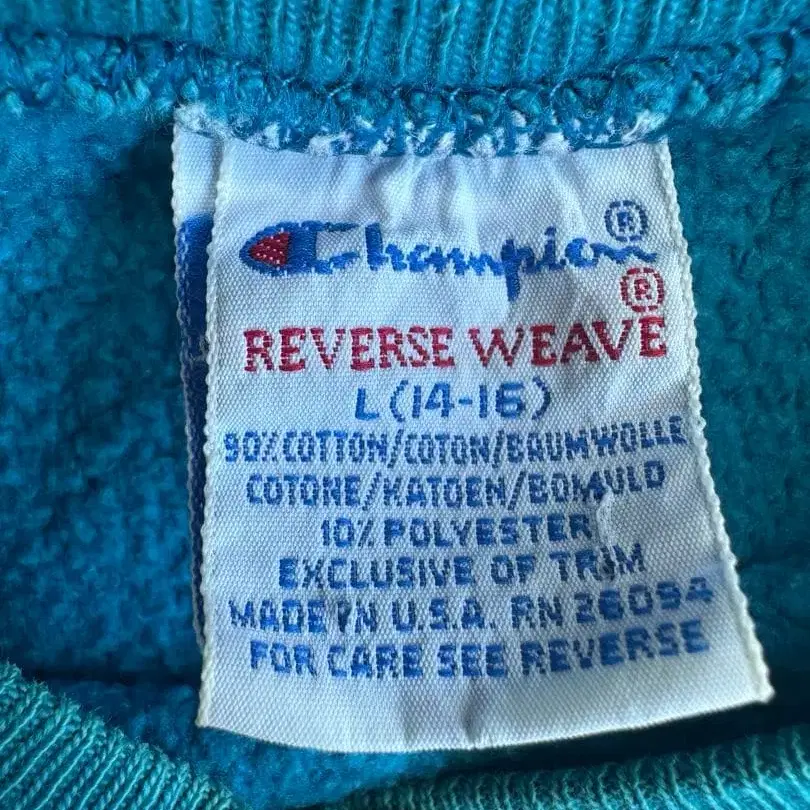 Champion®
REVERSE WEAVE®
L (14-16)
90% COTTON/COTON/BAUMWOLLE
COTONE/KATOEN/BOMULD
10% POLYESTER
EXCLUSIVE OF TRIM
MADE IN U.S.A. RN 26094
FOR CARE SEE REVERSE